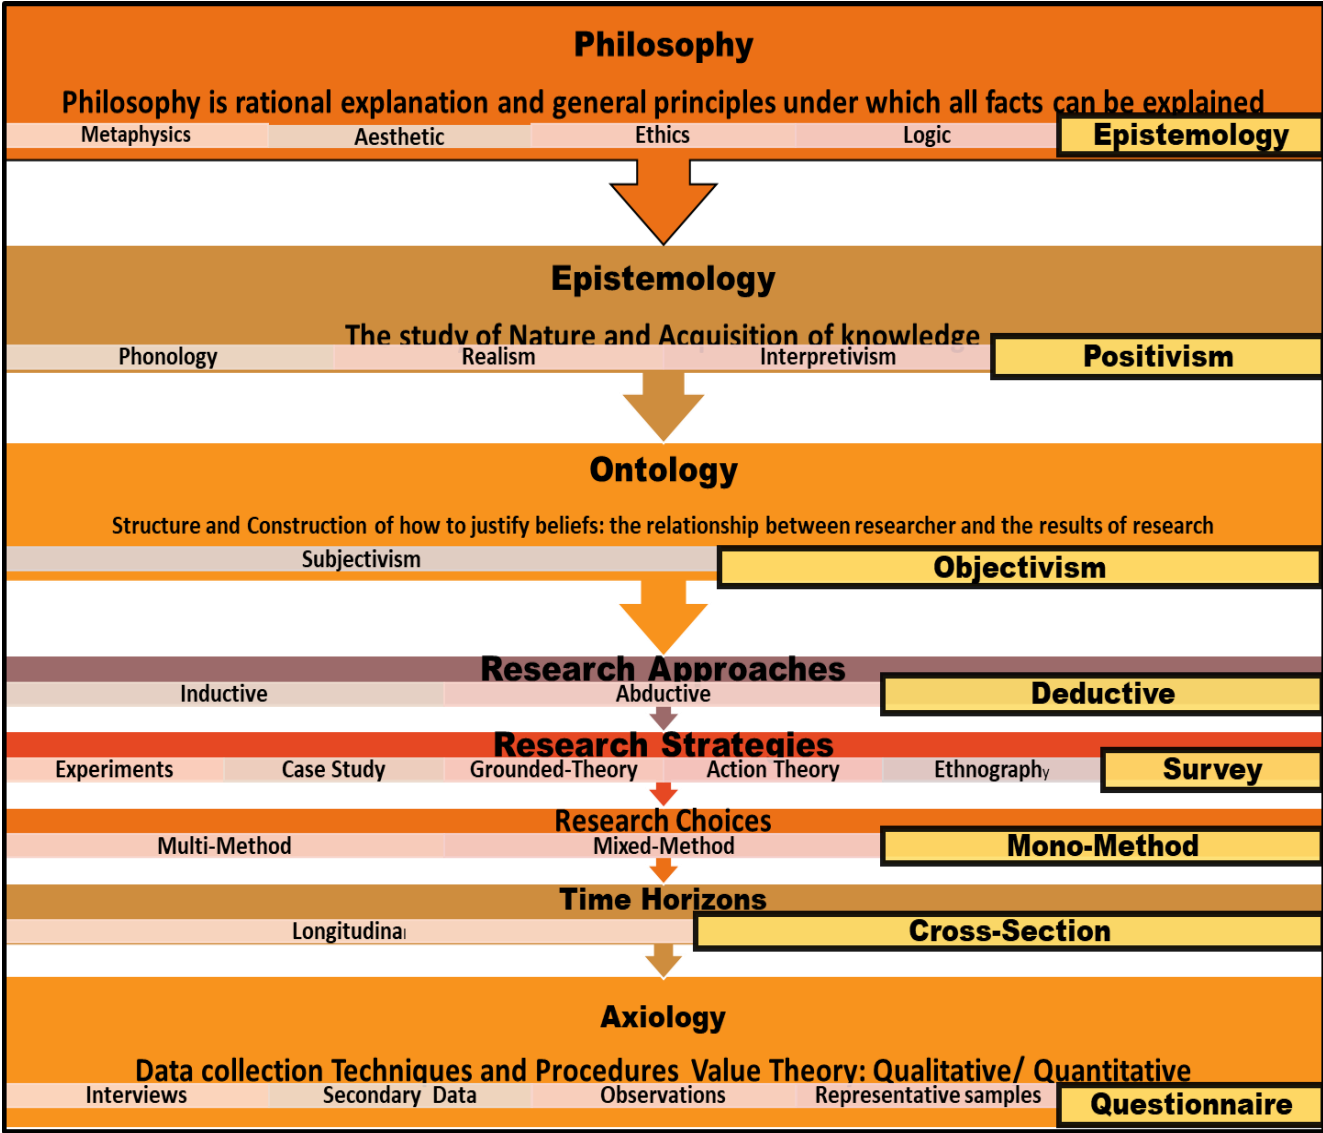 Philosophy
Philosophy is rational explanation and general principles under which all facts can be explained
Metaphysics Aesthetic Ethics Logic Epistemology
Epistemology
The study of Nature and Acquisition of knowledge
Phonology Realism Interpretivism Positivism
Ontology
Structure and Construction of how to justify beliefs: the relationship between researcher and the results of research
Subjectivism Objectivism
Research Approaches
Inductive Abductive Deductive
Research Strategies
Experiments Case Study Grounded-Theory Action Theory Ethnography Survey
Research Choices
Multi-Method Mixed-Method Mono-Method
Time Horizons
Longitudinal Cross-Section
Axiology
Data collection Techniques and Procedures Value Theory: Qualitative/ Quantitative
Interviews Secondary Data Observations Representative samples Questionnaire